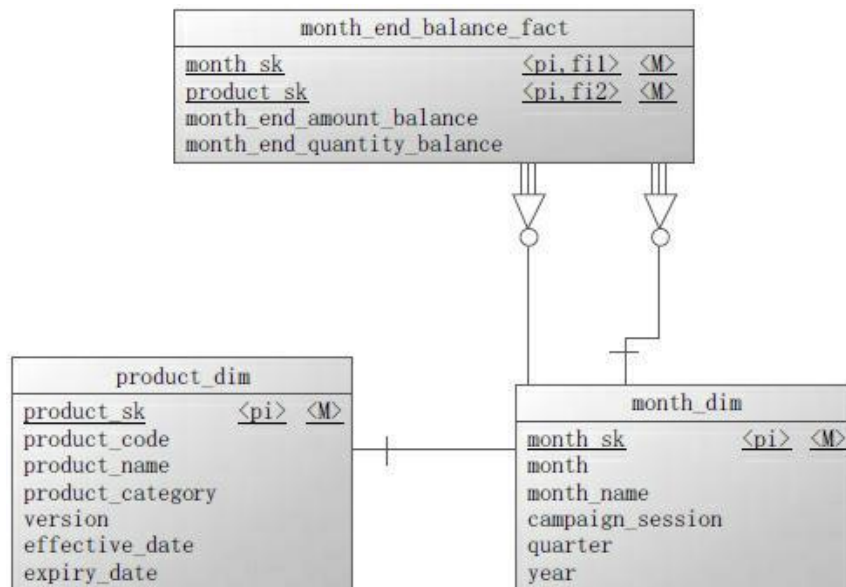 month_end_balance_fact
month_sk <pi,fi1> <M>
product_sk <pi,fi2> <M>
month_end_amount_balance
month_end_quantity_balance
product_dim
product_sk <pi> <M>
product_code
product_name
product_category
version
effective_date
expiry_date
month_dim
month_sk <pi> <M>
month
month_name
campaign_session
quarter
year